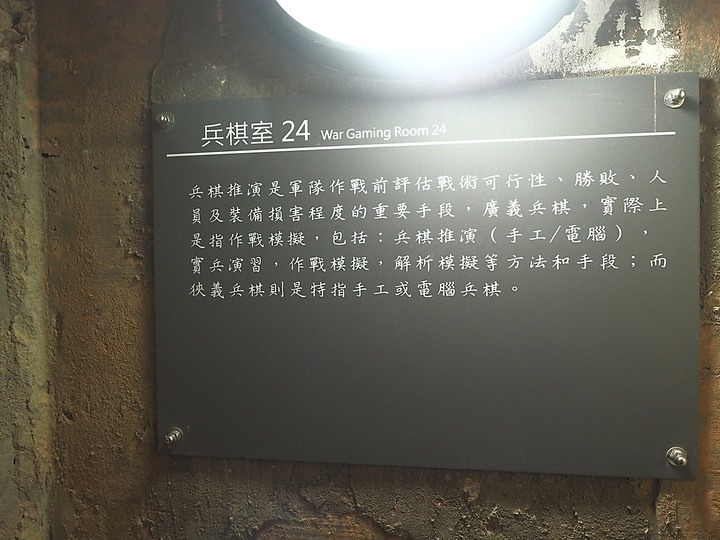 兵棋室 24 War Gaming Room 24
兵棋推演是軍隊作戰前評估戰術可行性、勝敗、人
員及裝備損害程度的重要手段，廣義兵棋，實際上
是指作戰模擬，包括：兵棋推演（手工/電腦），
實兵演習，作戰模擬，解析模擬等方法和手段；而
狹義兵棋則是特指手工或電腦兵棋。